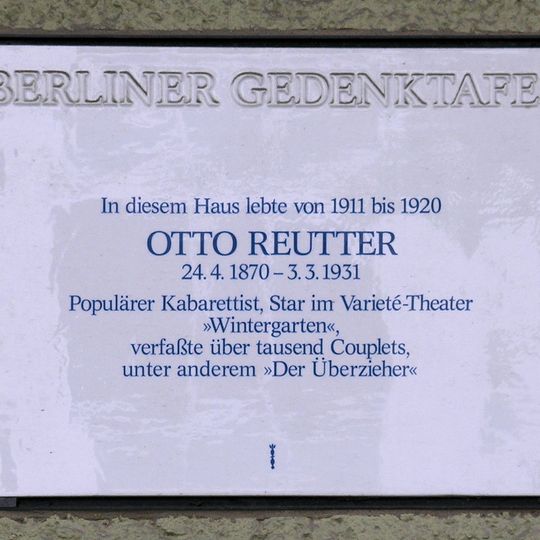 BERLINER GEDENKTAFE
In diesem Haus lebte von 1911 bis 1920
OTTO REUTTER
24. 4. 1870 – 3. 3. 1931
Populärer Kabarettist, Star im Varieté-Theater
»Wintergarten«,
verfaßte über tausend Couplets,
unter anderem »Der Überzieher«